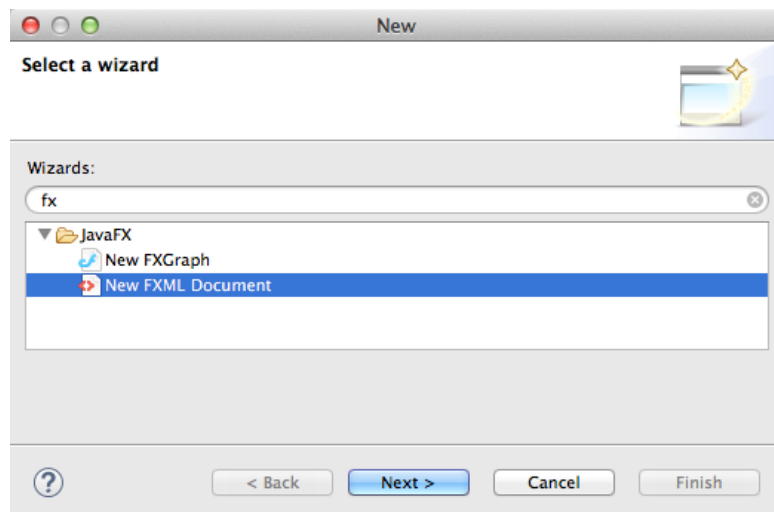 New
Select a wizard
Wizards:
fx
JavaFX
New FXGraph
New FXML Document
? < Back Next > Cancel Finish